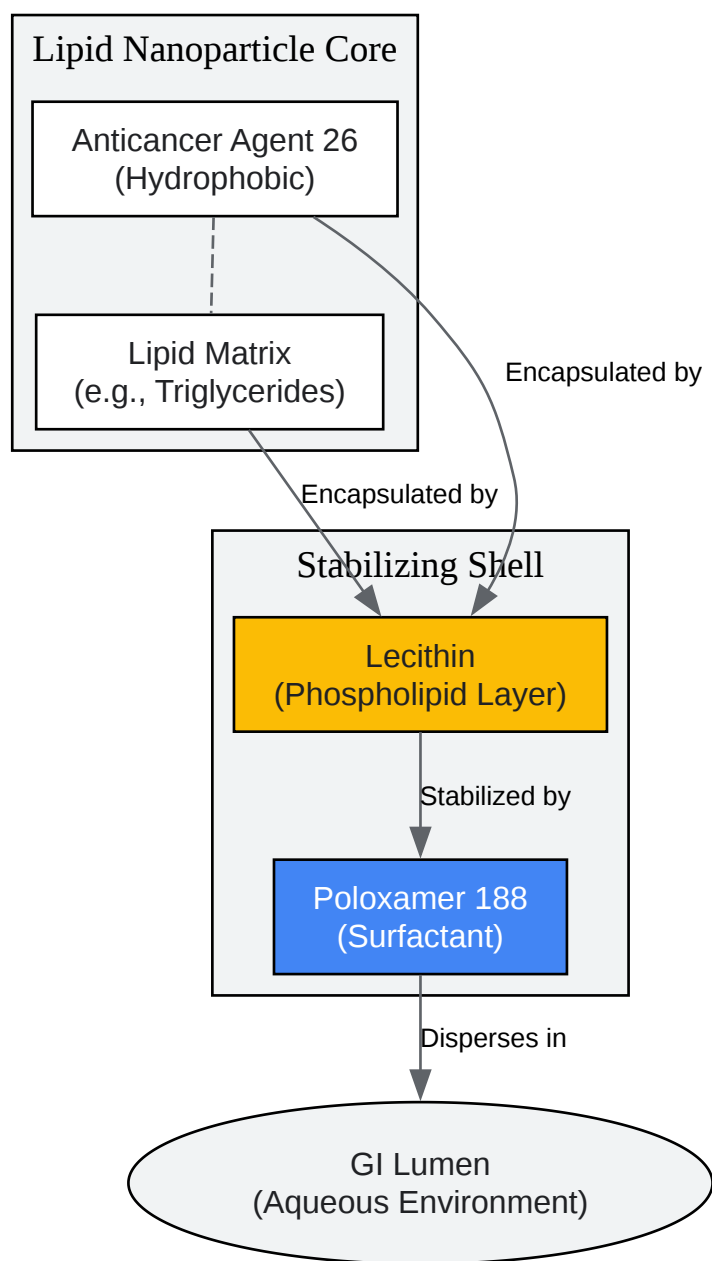 Lipid Nanoparticle Core
Anticancer Agent 26
(Hydrophobic)
Lipid Matrix
(e.g., Triglycerides)
Encapsulated by
Encapsulated by
Stabilizing Shell
Lecithin
(Phospholipid Layer)
Stabilized by
Poloxamer 188
(Surfactant)
Disperses in
GI Lumen
(Aqueous Environment)